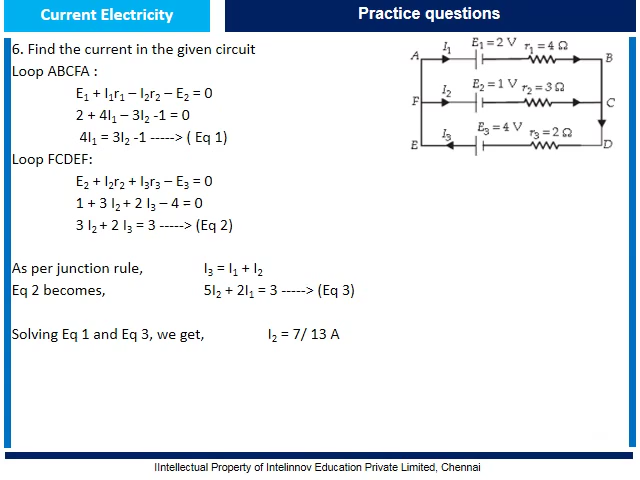 Current Electricity
Practice questions
6. Find the current in the given circuit
Loop ABCFA :
E₁ + I₁r₁ – I₂r₂ – E₂ = 0
2 + 4I₁ – 3I₂ -1 = 0
4I₁ = 3I₂ -1 -----> ( Eq 1)
Loop FCDEF:
E₂ + I₂r₂ + I₃r₃ – E₃ = 0
1 + 3 I₂ + 2 I₃ – 4 = 0
3 I₂ + 2 I₃ = 3 -----> (Eq 2)
As per junction rule, I₃ = I₁ + I₂
Eq 2 becomes, 5I₂ + 2I₁ = 3 -----> (Eq 3)
Solving Eq 1 and Eq 3, we get, I₂ = 7/ 13 A
A I₁ E₁ = 2 V r₁ = 4 Ω B
F I₂ E₂ = 1 V r₂ = 3 Ω C
E I₃ E₃ = 4 V r₃ = 2 Ω D
IIntellectual Property of Intelinnov Education Private Limited, Chennai